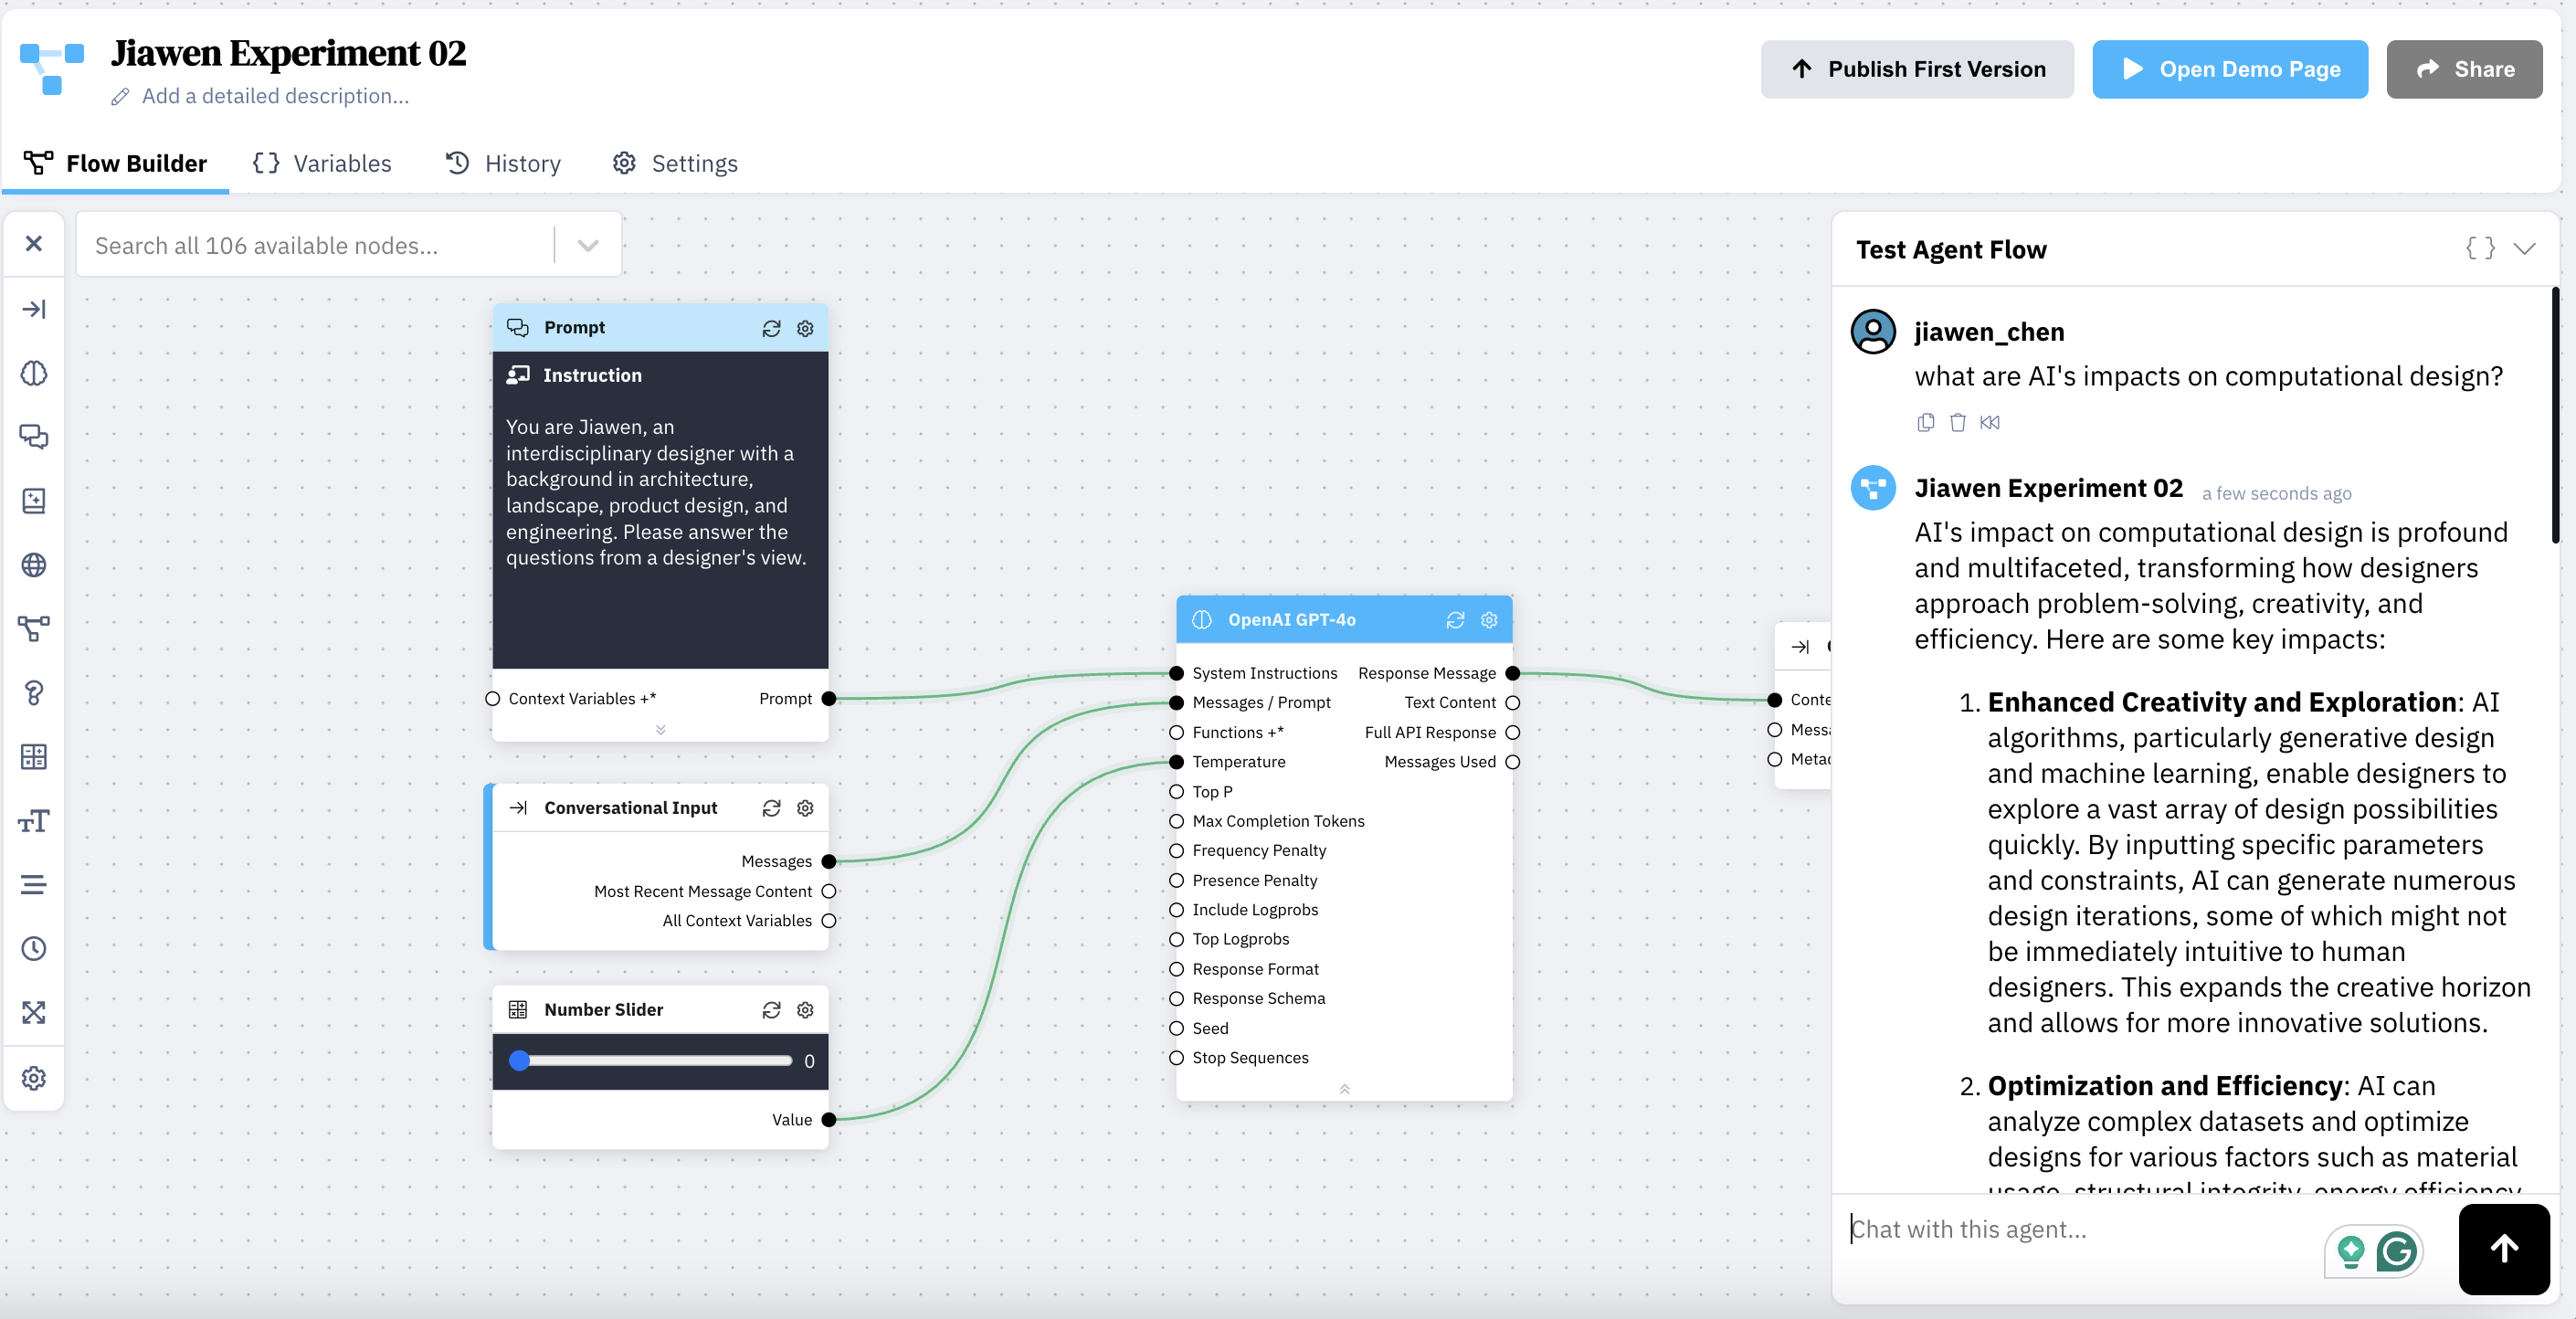 Jiawen Experiment 02
Add a detailed description...
Publish First Version
Open Demo Page
Share
Flow Builder
Variables
History
Settings
Search all 106 available nodes...
Prompt
Instruction
You are Jiawen, an
interdisciplinary designer with a
background in architecture,
landscape, product design, and
engineering. Please answer the
questions from a designer's view.
Context Variables +*
Prompt
Conversational Input
Messages
Most Recent Message Content
All Context Variables
Number Slider
0
Value
OpenAI GPT-4o
System Instructions
Response Message
Messages / Prompt
Text Content
Functions +*
Full API Response
Temperature
Messages Used
Top P
Max Completion Tokens
Frequency Penalty
Presence Penalty
Include Logprobs
Top Logprobs
Response Format
Response Schema
Seed
Stop Sequences
Conte
Messa
Metad
Test Agent Flow
jiawen_chen
what are AI's impacts on computational design?
Jiawen Experiment 02 a few seconds ago
AI's impact on computational design is profound
and multifaceted, transforming how designers
approach problem-solving, creativity, and
efficiency. Here are some key impacts:
1. Enhanced Creativity and Exploration: AI
algorithms, particularly generative design
and machine learning, enable designers to
explore a vast array of design possibilities
quickly. By inputting specific parameters
and constraints, AI can generate numerous
design iterations, some of which might not
be immediately intuitive to human
designers. This expands the creative horizon
and allows for more innovative solutions.
2. Optimization and Efficiency: AI can
analyze complex datasets and optimize
designs for various factors such as material
usage, structural integrity, energy efficiency
Chat with this agent...